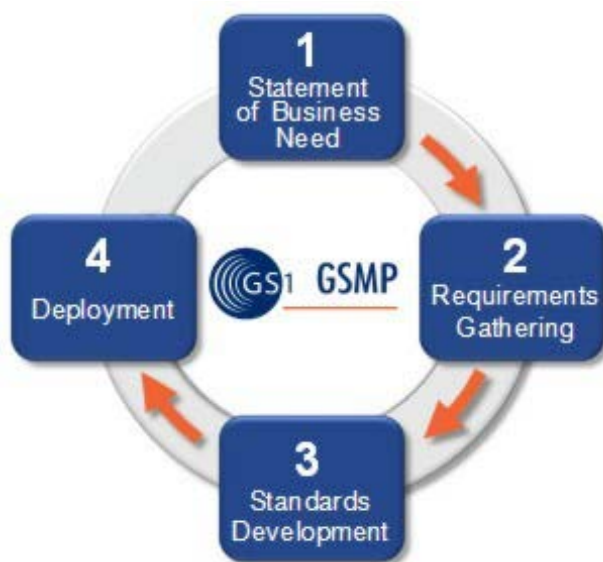 1
Statement
of Business
Need
4
Deployment
GS1 GSMP
2
Requirements
Gathering
3
Standards
Development